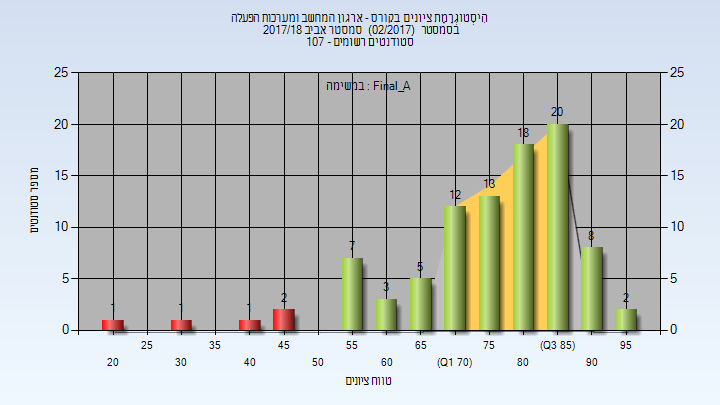 היסטוגרמת ציונים בקורס - ארגון המחשב ומערכות הפעלה
בסמסטר (02/2017) סמסטר אביב 2017/18
סטודנטים רשומים - 107
במשימה : Final_A
25 25
20 20
15 15
10 10
5 5
0 0
מספר סטודנטים
1 1 1 2 7 3 5 12 13 18 20 8 2
25 35 45 55 65 75 (Q3 85) 95
20 30 40 50 60 (Q1 70) 80 90
טווח ציונים